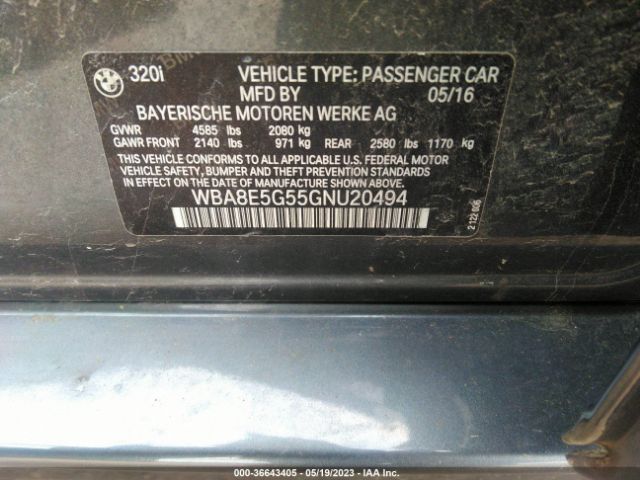 320i VEHICLE TYPE: PASSENGER CAR
MFD BY 05/16
BAYERISCHE MOTOREN WERKE AG
GVWR 4585 lbs 2080 kg
GAWR FRONT 2140 lbs 971 kg REAR 2580 lbs 1170 kg
THIS VEHICLE CONFORMS TO ALL APPLICABLE U.S. FEDERAL MOTOR
VEHICLE SAFETY, BUMPER, AND THEFT PREVENTION STANDARDS
IN EFFECT ON THE DATE OF MANUFACTURE SHOWN ABOVE.
WBA8E5G55GNU20494
000-36643405 - 05/19/2023 - IAA Inc.